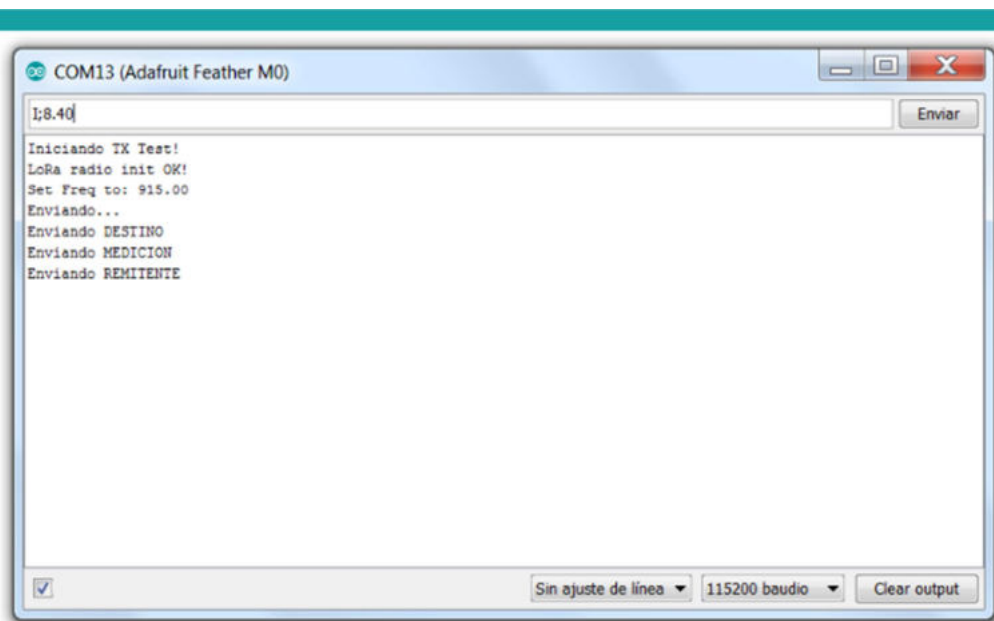 COM13 (Adafruit Feather M0)
I;8.40
Enviar
Iniciando TX Test!
LoRa radio init OK!
Set Freq to: 915.00
Enviando...
Enviando DESTINO
Enviando MEDICION
Enviando REMITENTE
Sin ajuste de línea
115200 baudio
Clear output